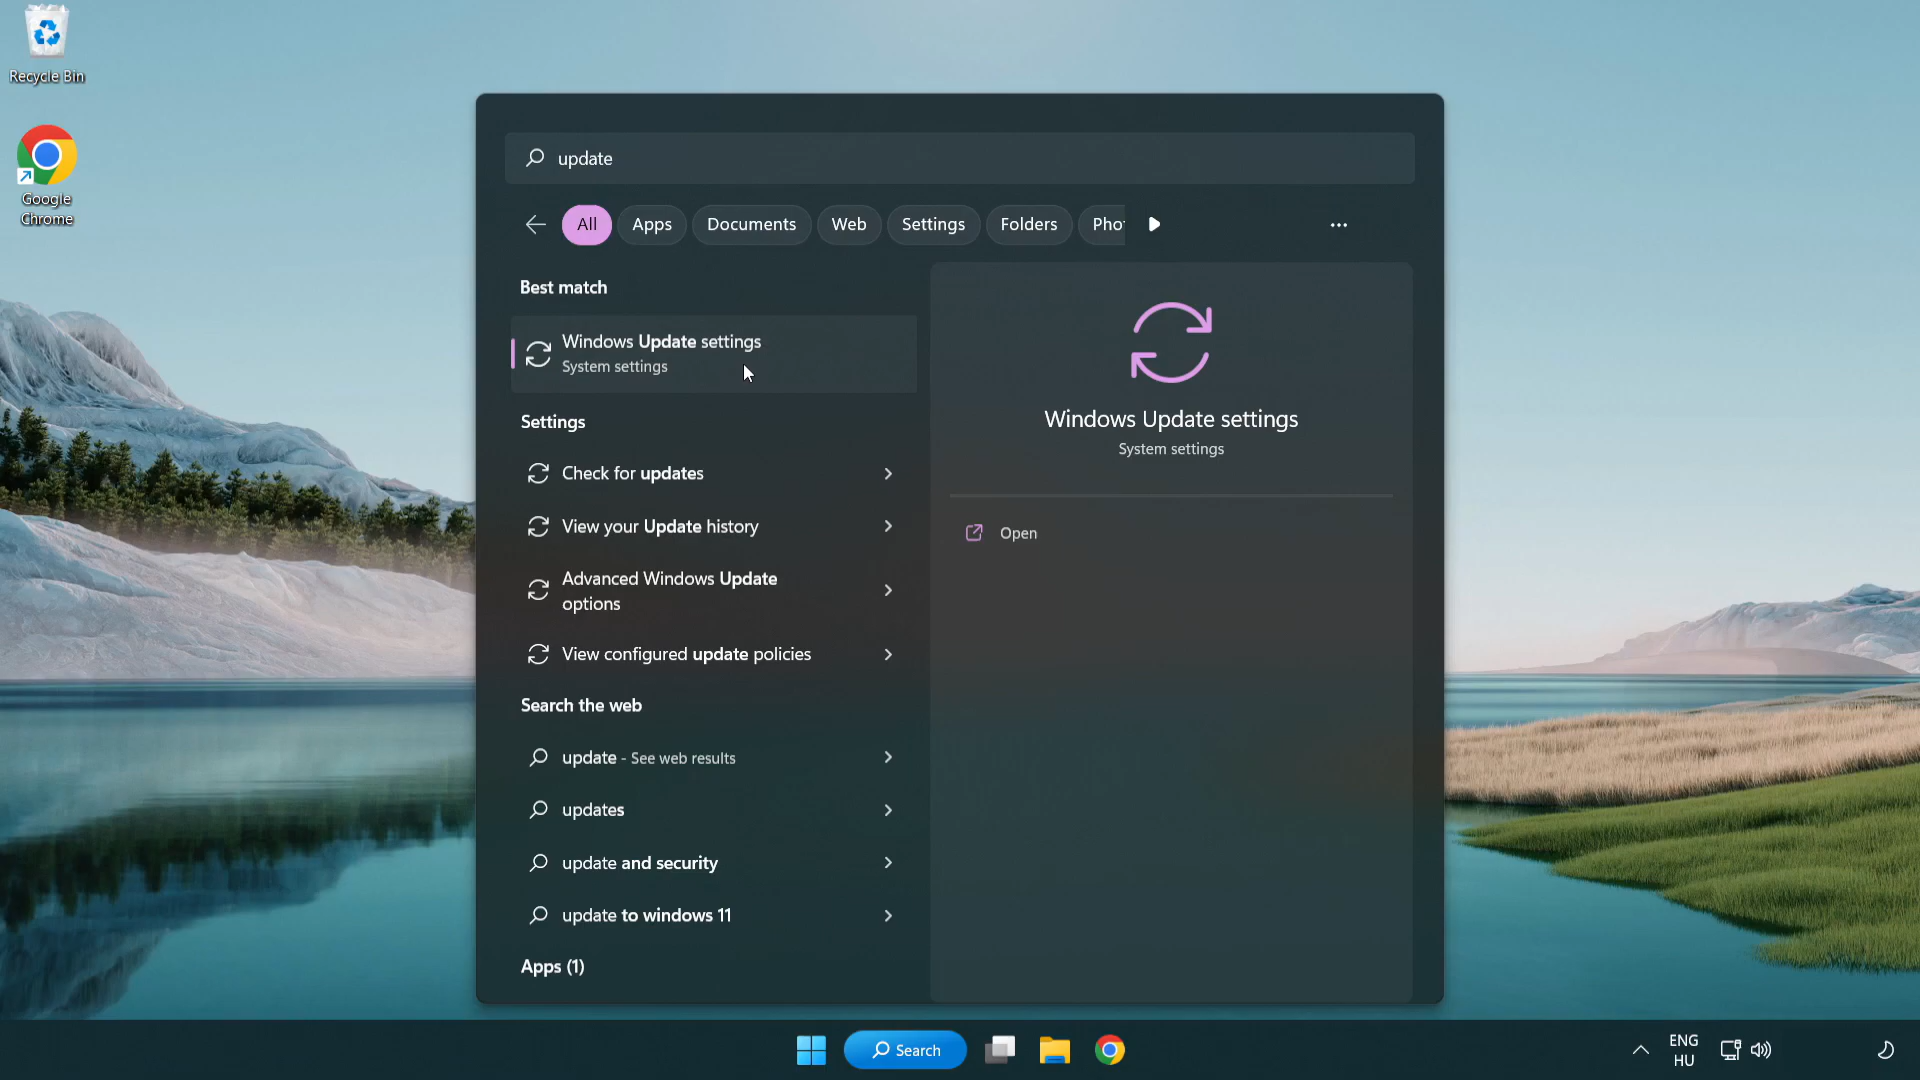 Recycle Bin
Google
Chrome
update
All
Apps
Documents
Web
Settings
Folders
Best match
Windows Update settings
System settings
Settings
Check for updates
View your Update history
Advanced Windows Update
options
View configured update policies
Search the web
update - See web results
updates
update and security
update to windows 11
Apps (1)
Windows Update settings
System settings
Open
Search
ENG
HU